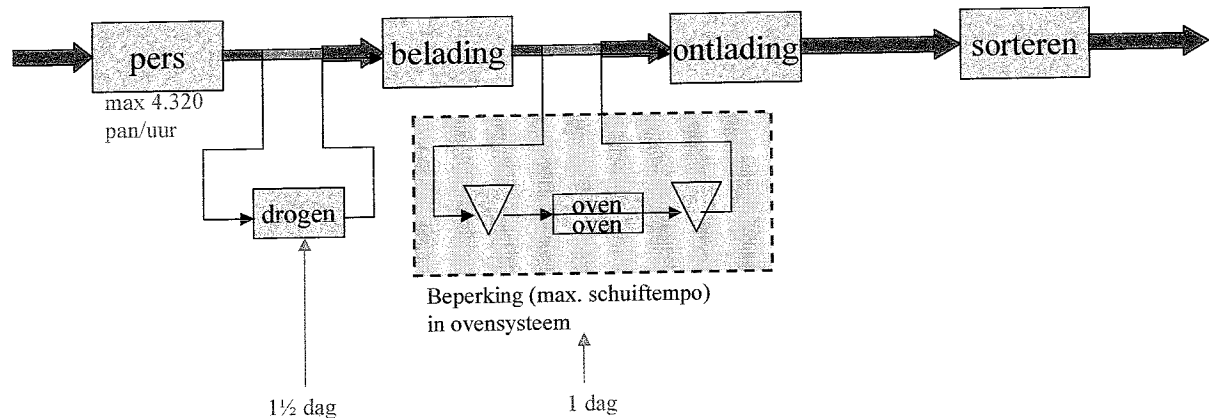 pers
belading
ontlading
sorteren
max 4.320
pan/uur
drogen
oven
oven
Beperking (max. schuiftempo)
in ovensysteem
1½ dag
1 dag